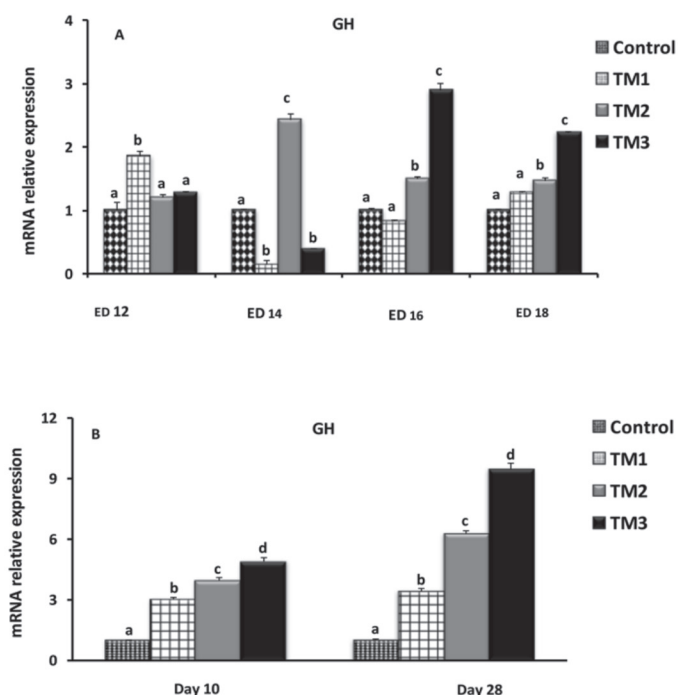 A GH
4
3
2
1
0
mRNA relative expression
a b a a
a b c b
a a b c
a a b c
ED 12 ED 14 ED 16 ED 18
Control
TM1
TM2
TM3
B GH
12
9
6
3
0
mRNA relative expression
a b c d
a b c d
Day 10 Day 28
Control
TM1
TM2
TM3